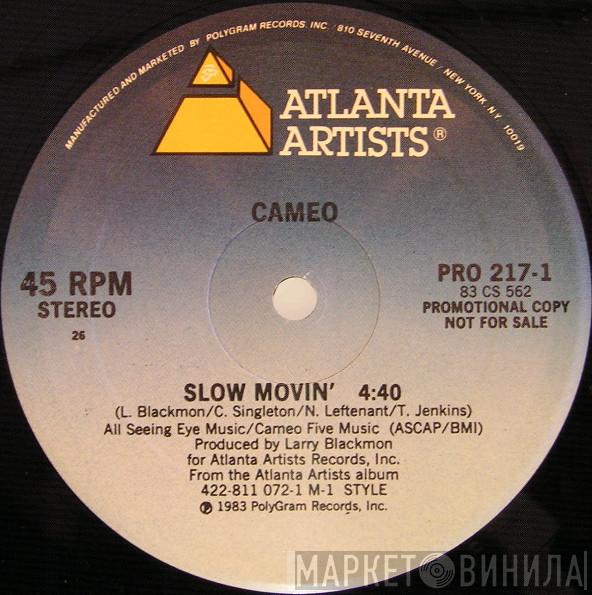 MANUFACTURED AND MARKETED BY POLYGRAM RECORDS. INC. / 810 SEVENTH AVENUE / NEW YORK, N.Y. 10019
ATLANTA
ARTISTS®
CAMEO
45 RPM
STEREO
26
PRO 217-1
83 CS 562
PROMOTIONAL COPY
NOT FOR SALE
SLOW MOVIN' 4:40
(L. Blackmon/C. Singleton/N. Leftenant/T. Jenkins)
All Seeing Eye Music/Cameo Five Music (ASCAP/BMI)
Produced by Larry Blackmon
for Atlanta Artists Records, Inc.
From the Atlanta Artists album
422-811 072-1 M-1 STYLE
℗ 1983 PolyGram Records, Inc.
МАРКЕТ ВИНИЛА